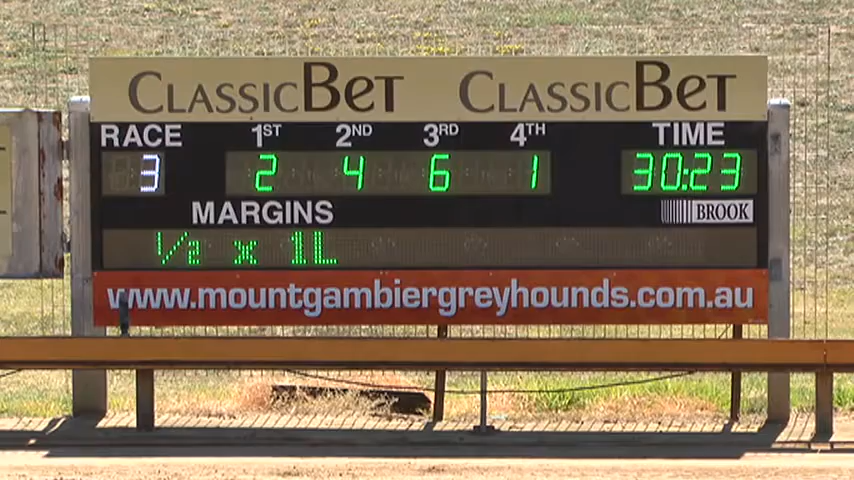 CLASSICBET CLASSICBET
RACE 1ST 2ND 3RD 4TH TIME
3 2 4 6 1 30:23
MARGINS BROOK
1/2 x 1L
www.mountgambiergreyhounds.com.au